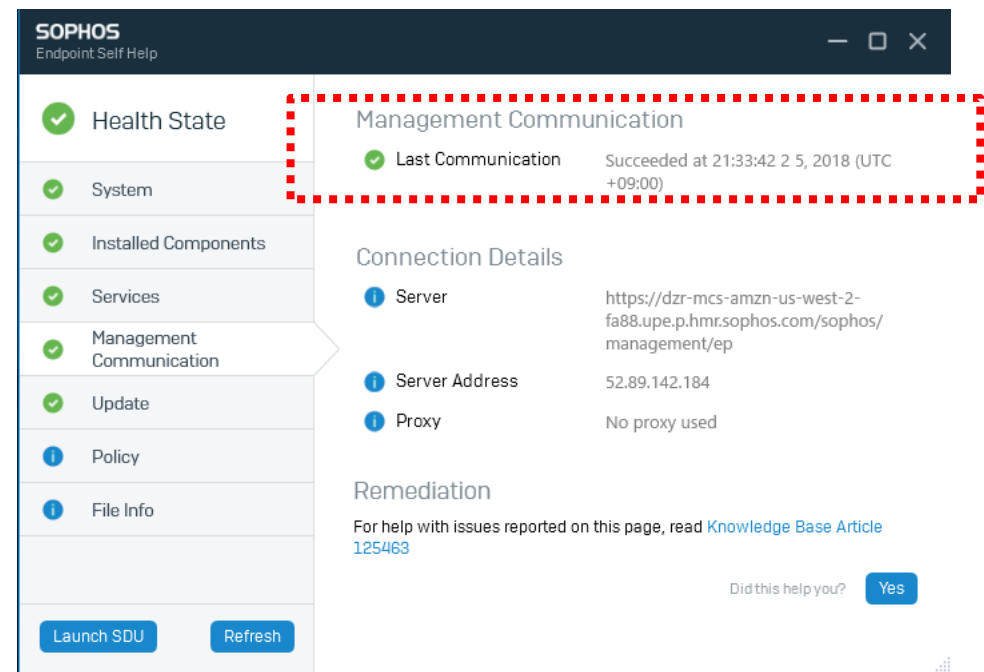 SOPHOS
Endpoint Self Help
Health State
System
Installed Components
Services
Management
Communication
Update
Policy
File Info
Launch SDU
Refresh
Management Communication
Last Communication
Succeeded at 21:33:42 2 5, 2018 (UTC
+09:00)
Connection Details
Server
https://dzr-mcs-amzn-us-west-2-
fa88.upe.p.hmr.sophos.com/sophos/
management/ep
Server Address
52.89.142.184
Proxy
No proxy used
Remediation
For help with issues reported on this page, read Knowledge Base Article
125463
Did this help you?
Yes